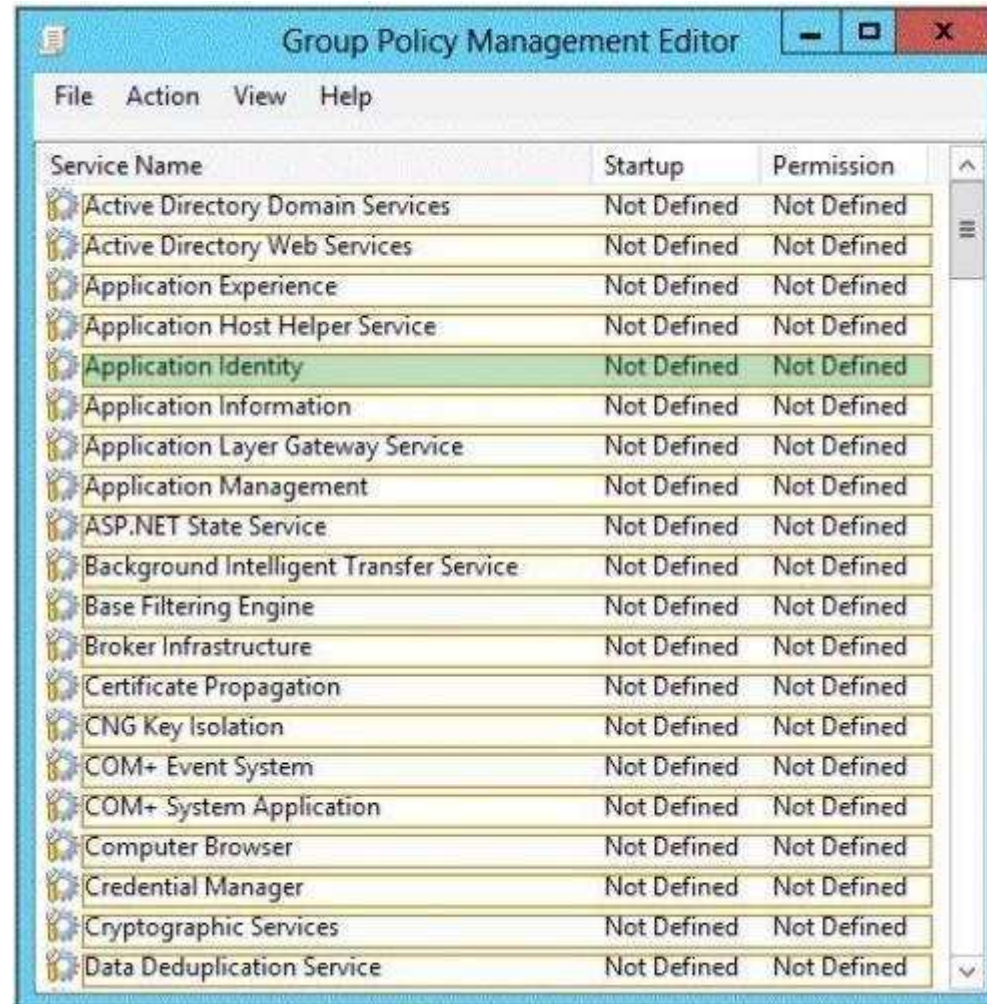 Group Policy Management Editor
File Action View Help
Service Name Startup Permission
Active Directory Domain Services Not Defined Not Defined
Active Directory Web Services Not Defined Not Defined
Application Experience Not Defined Not Defined
Application Host Helper Service Not Defined Not Defined
Application Identity Not Defined Not Defined
Application Information Not Defined Not Defined
Application Layer Gateway Service Not Defined Not Defined
Application Management Not Defined Not Defined
ASP.NET State Service Not Defined Not Defined
Background Intelligent Transfer Service Not Defined Not Defined
Base Filtering Engine Not Defined Not Defined
Broker Infrastructure Not Defined Not Defined
Certificate Propagation Not Defined Not Defined
CNG Key Isolation Not Defined Not Defined
COM+ Event System Not Defined Not Defined
COM+ System Application Not Defined Not Defined
Computer Browser Not Defined Not Defined
Credential Manager Not Defined Not Defined
Cryptographic Services Not Defined Not Defined
Data Deduplication Service Not Defined Not Defined